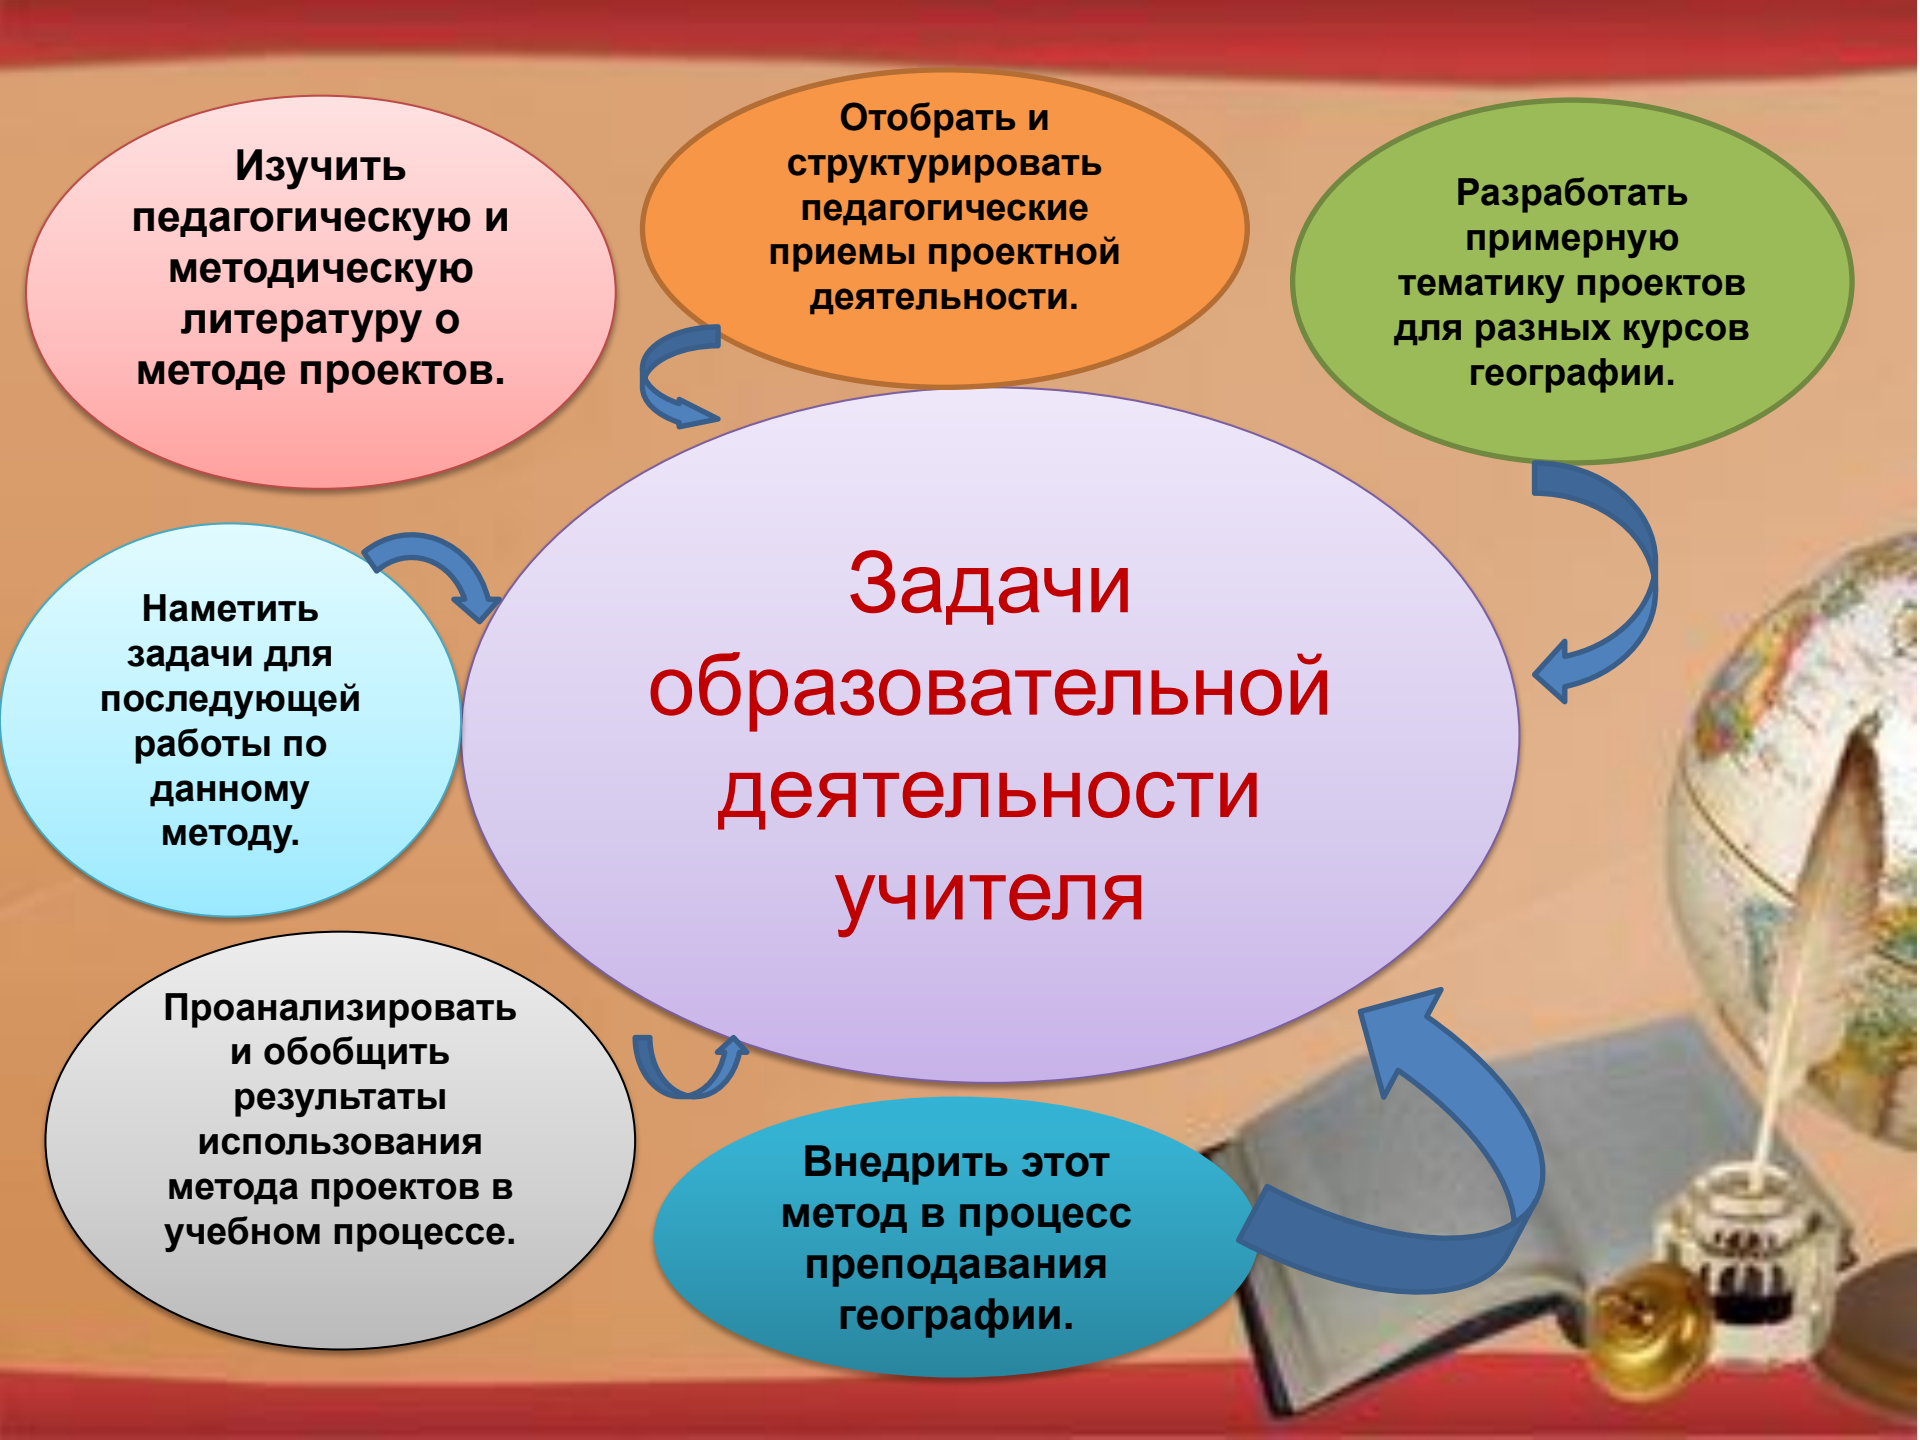 Изучить
педагогическую и
методическую
литературу о
методе проектов.
Отобрать и
структурировать
педагогические
приемы проектной
деятельности.
Разработать
примерную
тематику проектов
для разных курсов
географии.
Наметить
задачи для
последующей
работы по
данному
методу.
Задачи
образовательной
деятельности
учителя
Проанализировать
и обобщить
результаты
использования
метода проектов в
учебном процессе.
Внедрить этот
метод в процесс
преподавания
географии.